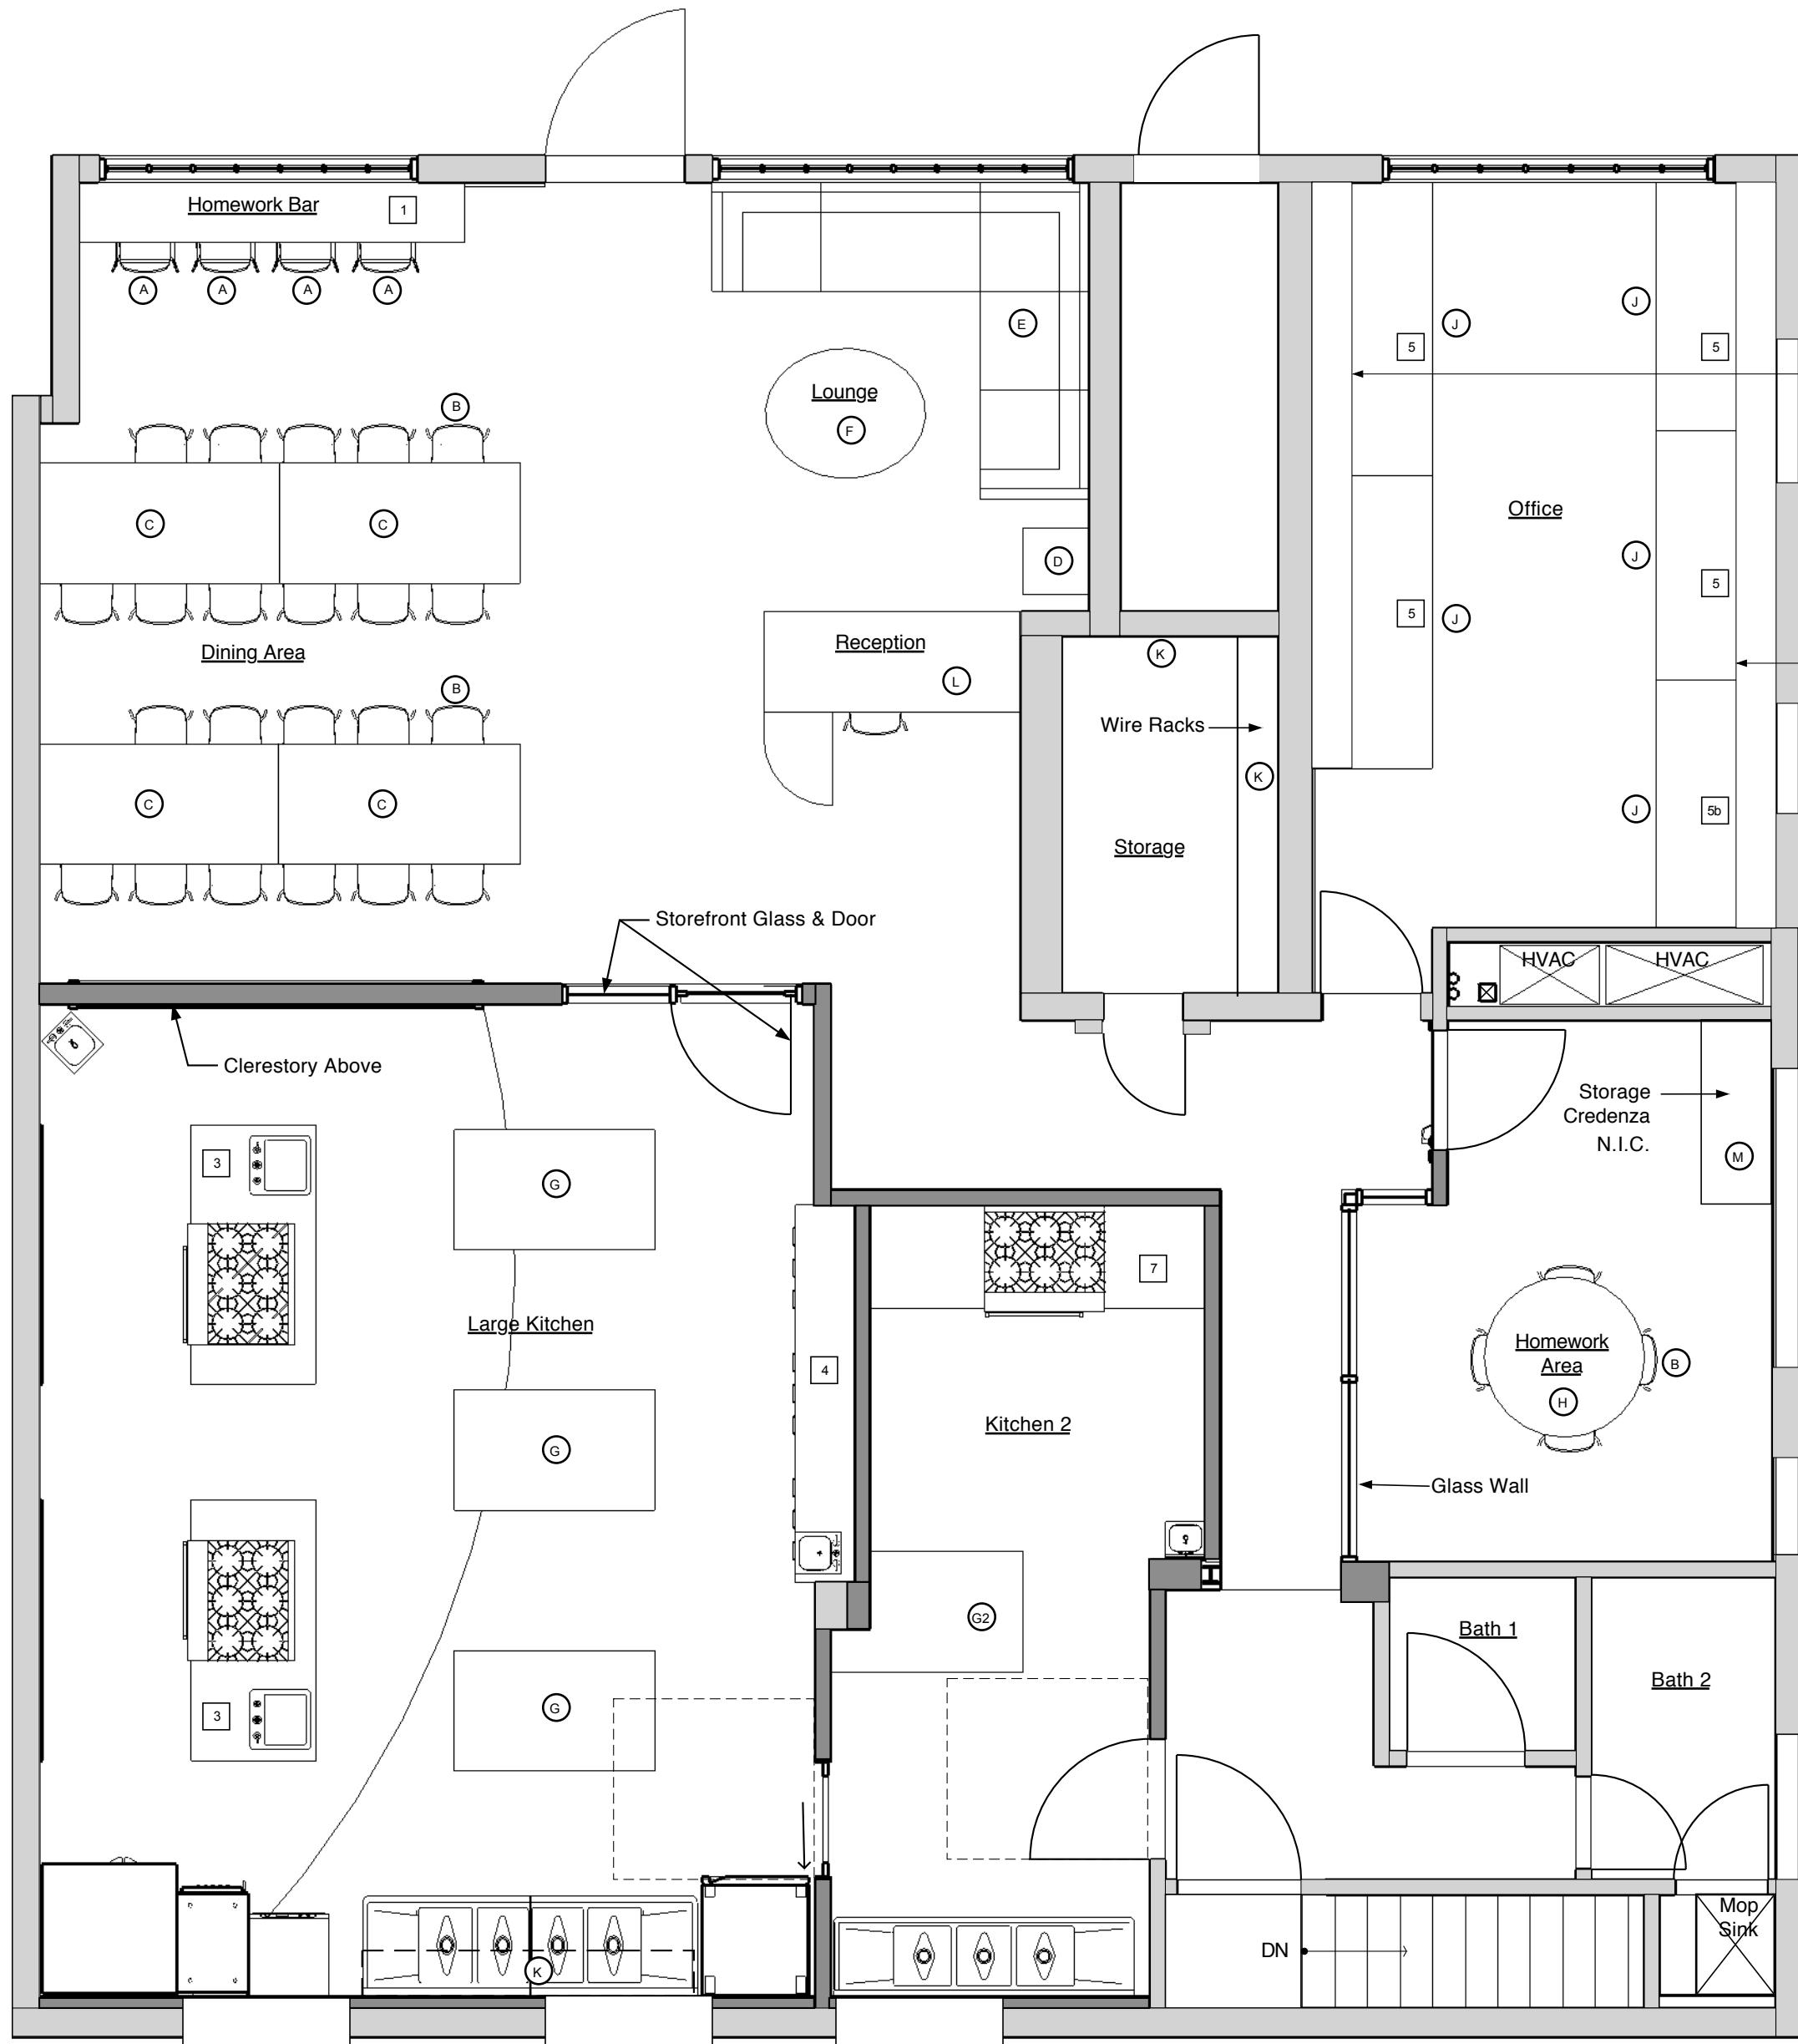 Homework Bar
1
A
A
A
A
E
J
J
5
5
Lounge
F
B
Office
C
C
D
J
5
5
J
Reception
Dining Area
K
L
B
Wire Racks
K
C
C
J
5b
Storage
Storefront Glass & Door
HVAC
HVAC
Clerestory Above
Storage
Credenza
N.I.C.
M
3
G
7
Large Kitchen
Homework
Area
B
H
4
Kitchen 2
G
Glass Wall
G2
Bath 1
Bath 2
3
G
Mop
Sink
DN
K